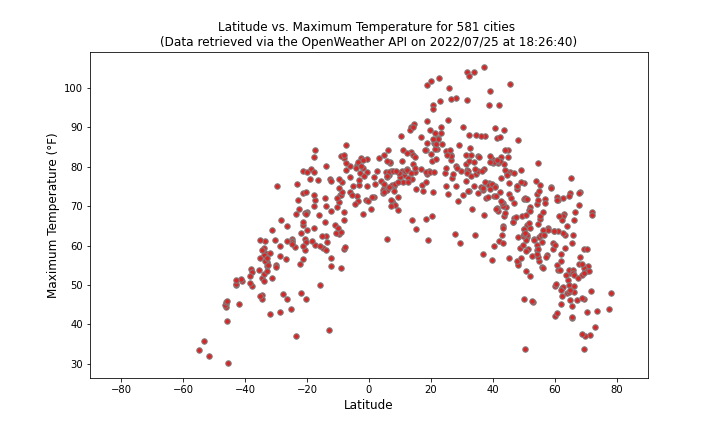 Latitude vs. Maximum Temperature for 581 cities
(Data retrieved via the OpenWeather API on 2022/07/25 at 18:26:40)
Maximum Temperature (°F)
100
90
80
70
60
50
40
30
−80 −60 −40 −20 0 20 40 60 80
Latitude